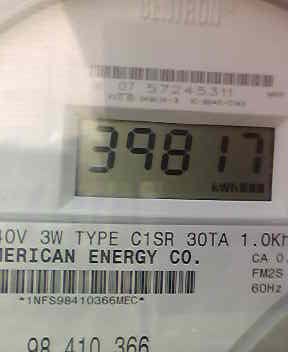 CENTRON
07 57245311
39817
kWh
40V 3W TYPE C1SR 30TA 1.0Kh
MERICAN ENERGY CO.
CA 0.
FM2S
60Hz
*1NFS98410366MEC*
98 410 366